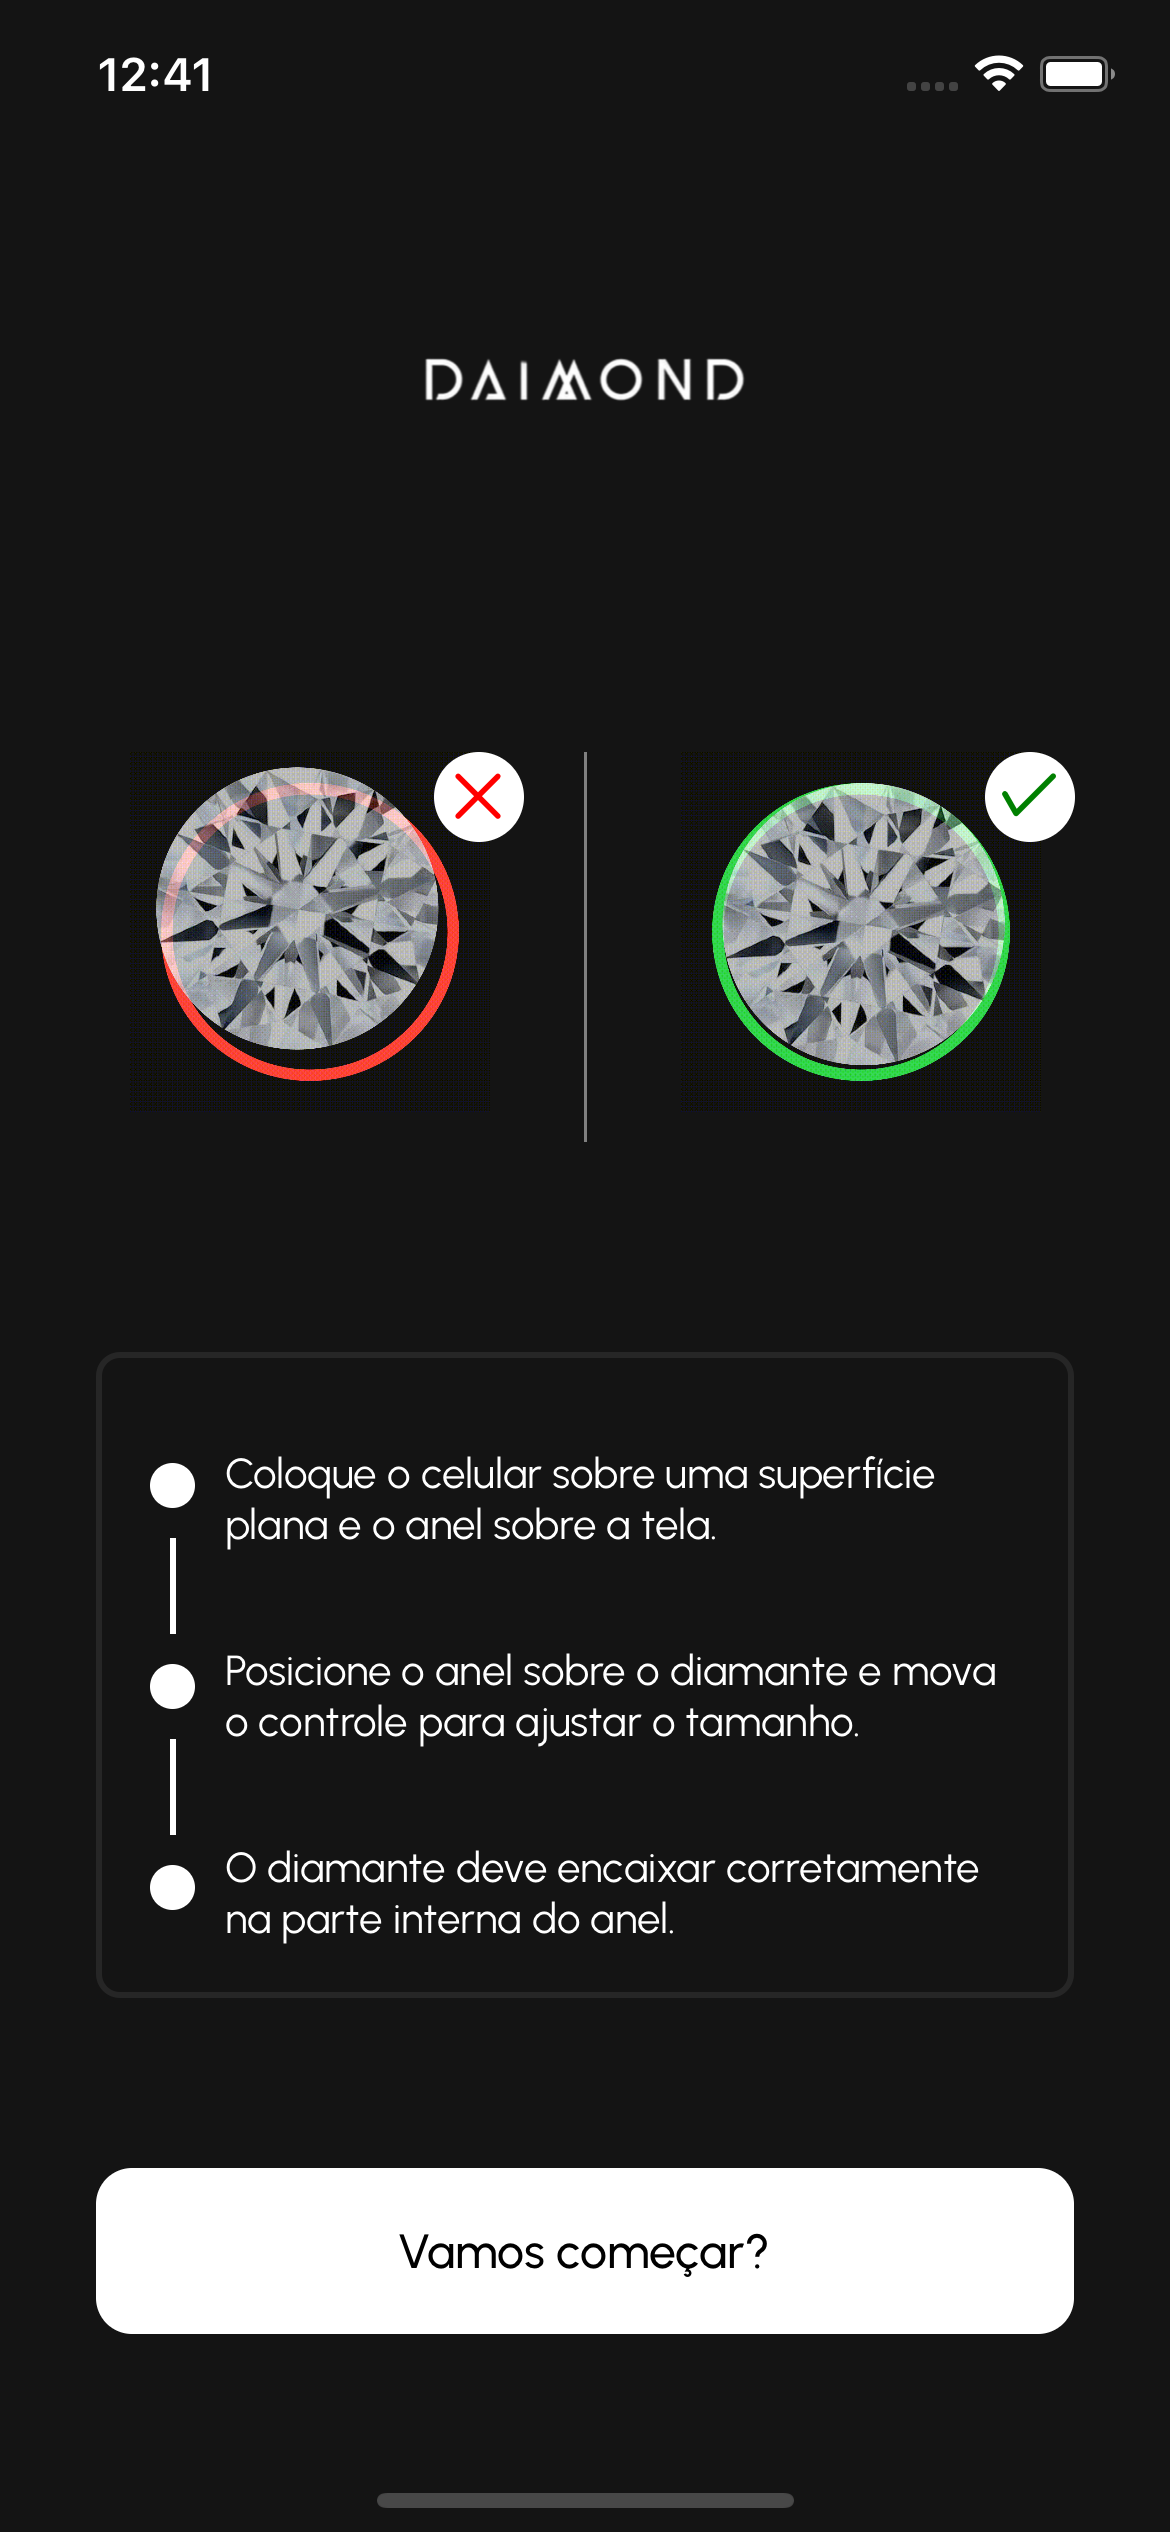 12:41
DAIMOND
Coloque o celular sobre uma superfície
plana e o anel sobre a tela.
Posicione o anel sobre o diamante e mova
o controle para ajustar o tamanho.
O diamante deve encaixar corretamente
na parte interna do anel.
Vamos começar?